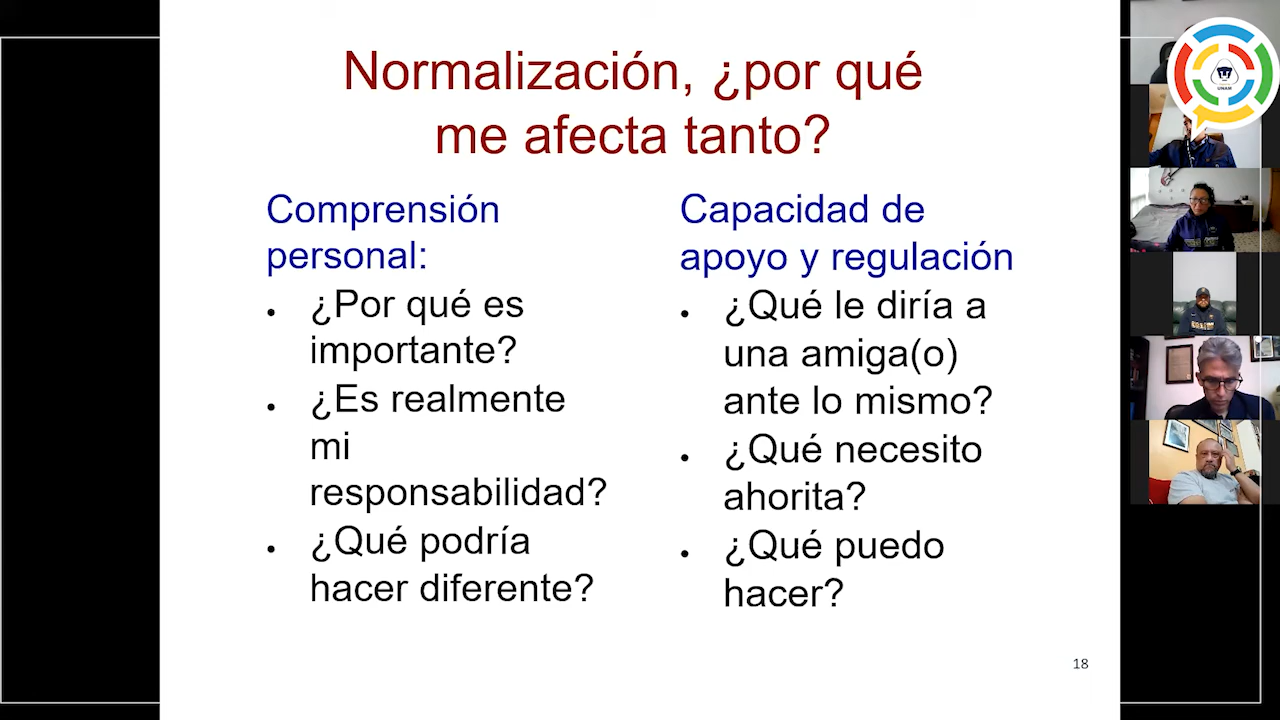 Normalización, ¿por qué
me afecta tanto?
Comprensión
personal:
¿Por qué es
importante?
¿Es realmente
mi
responsabilidad?
¿Qué podría
hacer diferente?
Capacidad de
apoyo y regulación
¿Qué le diría a
una amiga(o)
ante lo mismo?
¿Qué necesito
ahorita?
¿Qué puedo
hacer?
18
UNAM